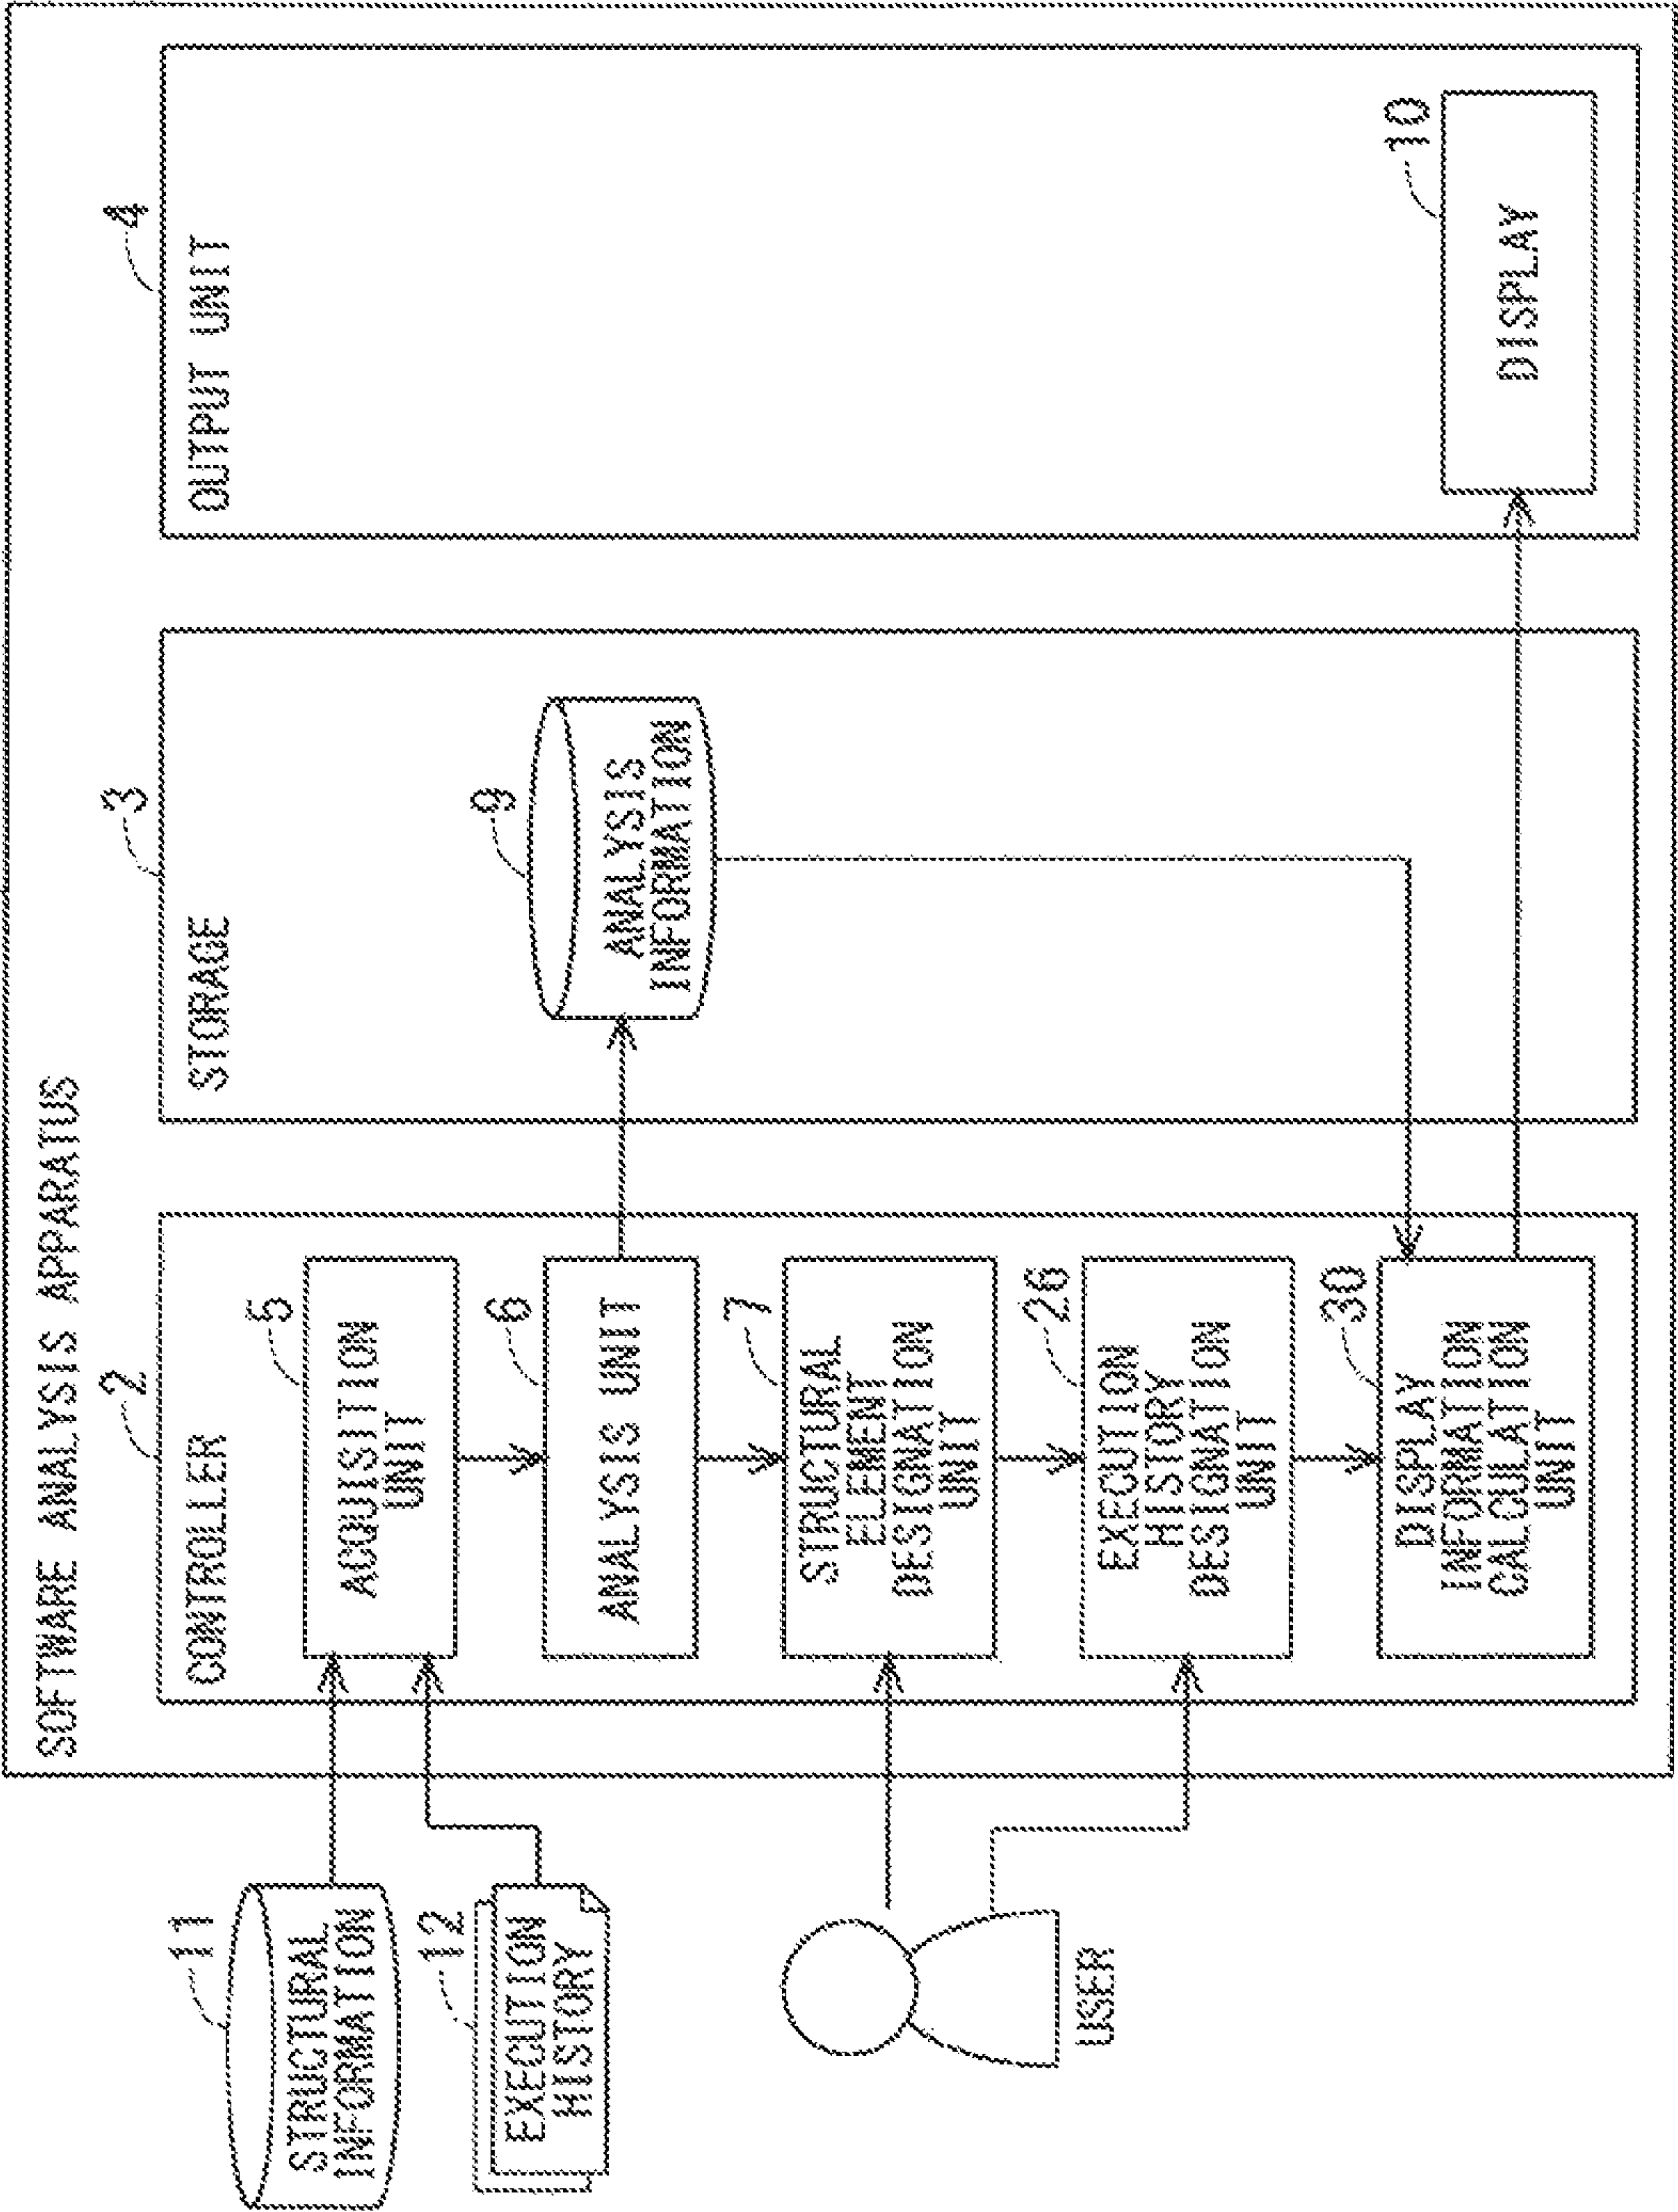 SOFTWARE ANALYSIS APPARATUS
2
CONTROLLER
3
STORAGE
4
OUTPUT UNIT
11
STRUCTURAL
INFORMATION
12
EXECUTION
HISTORY
5
ACQUISITION
UNIT
6
ANALYSIS UNIT
9
ANALYSIS
INFORMATION
7
STRUCTURAL
ELEMENT
DESIGNATION
UNIT
USER
26
EXECUTION
HISTORY
DESIGNATION
UNIT
30
DISPLAY
INFORMATION
CALCULATION
UNIT
10
DISPLAY